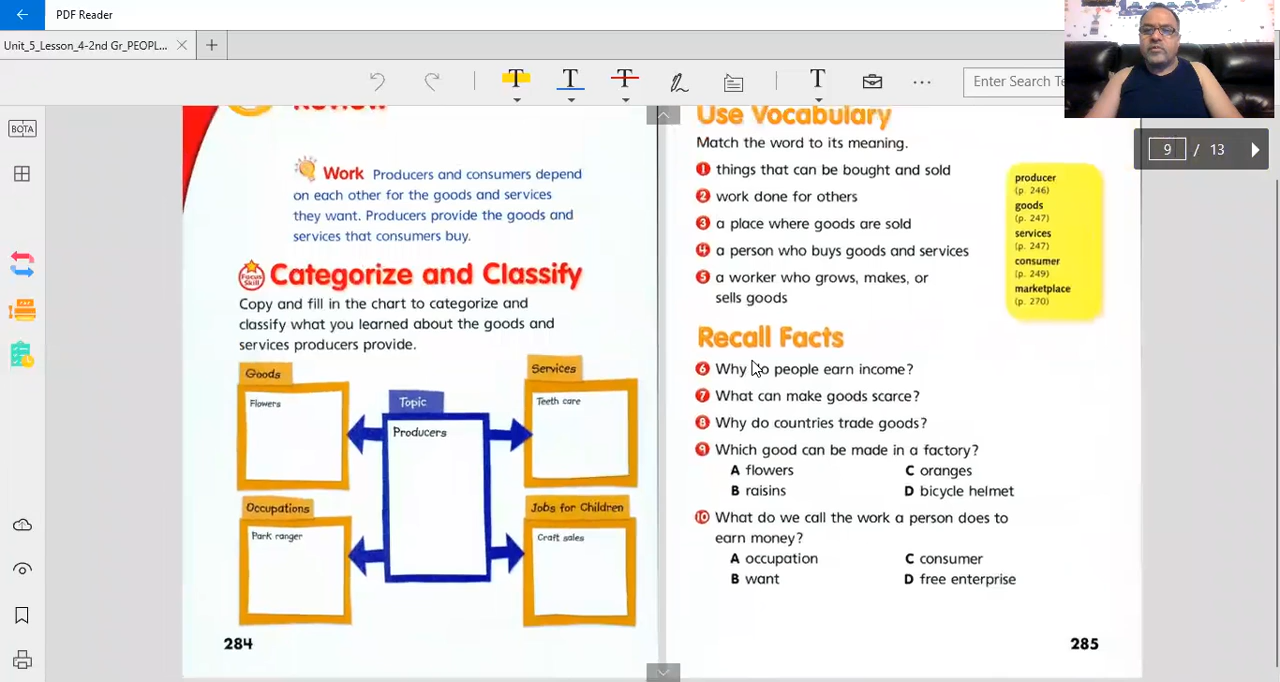 PDF Reader
Unit_5_Lesson_4-2nd Gr_PEOPL...
Enter Search Te
9 / 13
BOTA
Review
Work Producers and consumers depend
on each other for the goods and services
they want. Producers provide the goods and
services that consumers buy.
Focus Skill
Categorize and Classify
Copy and fill in the chart to categorize and
classify what you learned about the goods and
services producers provide.
Goods
Flowers
Topic
Producers
Services
Teeth care
Occupations
Park ranger
Jobs for Children
Craft sales
284
Use Vocabulary
Match the word to its meaning.
1 things that can be bought and sold
2 work done for others
3 a place where goods are sold
4 a person who buys goods and services
5 a worker who grows, makes, or
sells goods
producer
(p. 246)
goods
(p. 247)
services
(p. 247)
consumer
(p. 249)
marketplace
(p. 270)
Recall Facts
6 Why do people earn income?
7 What can make goods scarce?
8 Why do countries trade goods?
9 Which good can be made in a factory?
A flowers C oranges
B raisins D bicycle helmet
10 What do we call the work a person does to
earn money?
A occupation C consumer
B want D free enterprise
285